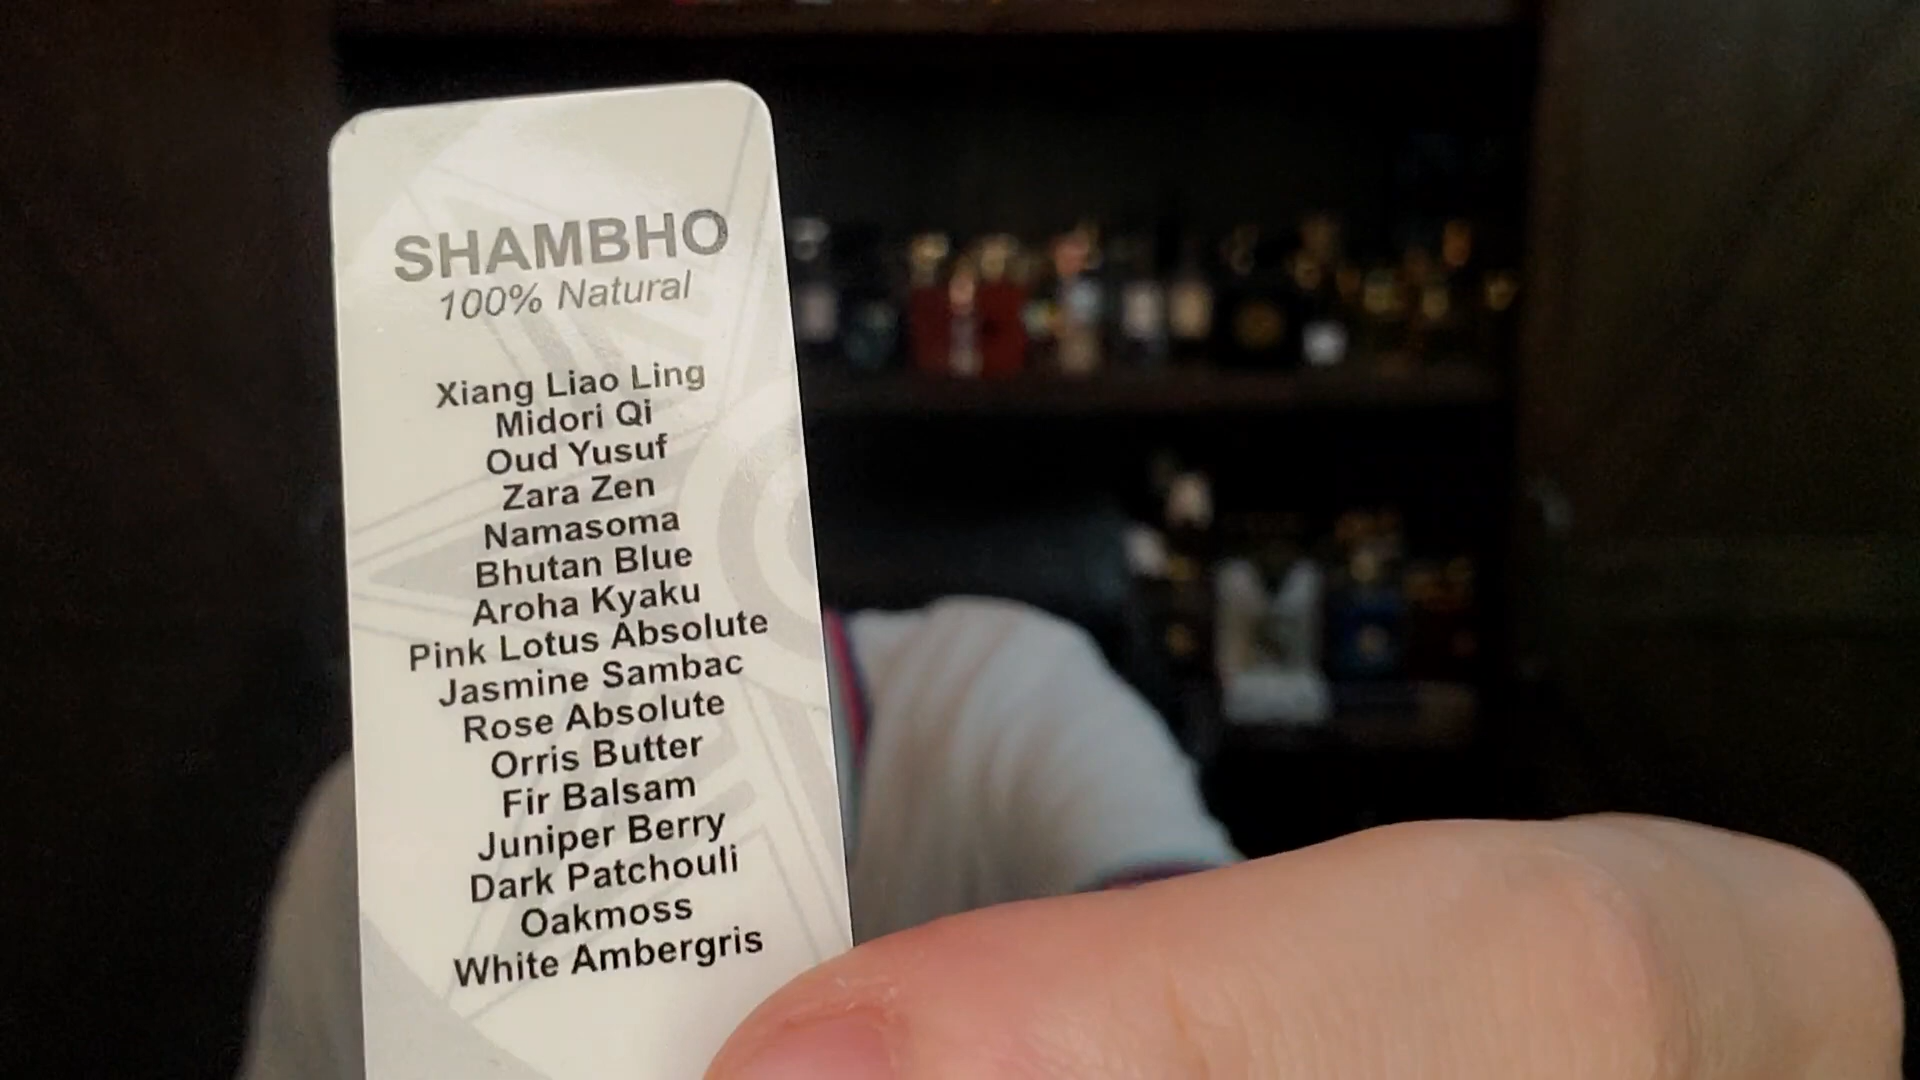 SHAMBHO
100% Natural
Xiang Liao Ling
Midori Qi
Oud Yusuf
Zara Zen
Namasoma
Bhutan Blue
Aroha Kyaku
Pink Lotus Absolute
Jasmine Sambac
Rose Absolute
Orris Butter
Fir Balsam
Juniper Berry
Dark Patchouli
Oakmoss
White Ambergris